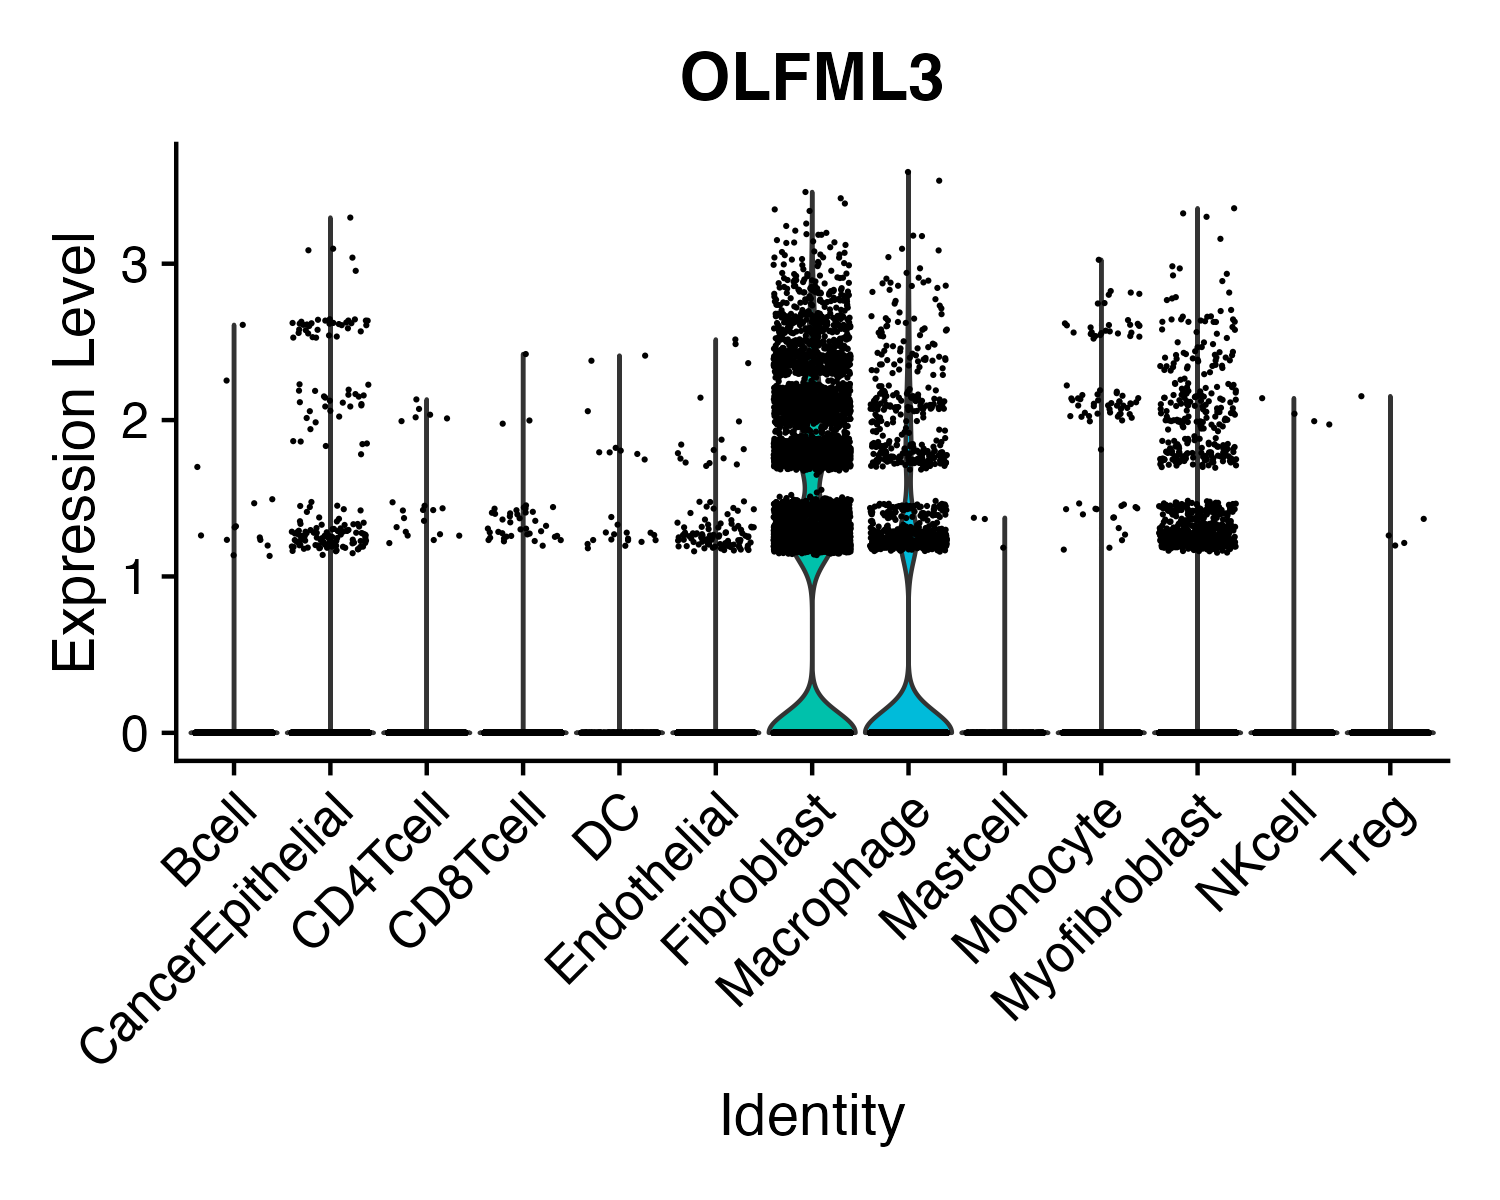 OLFML3
Expression Level
3
2
1
0
Bcell
CancerEpithelial
CD4Tcell
CD8Tcell
DC
Endothelial
Fibroblast
Macrophage
Mastcell
Monocyte
Myofibroblast
NKcell
Treg
Identity